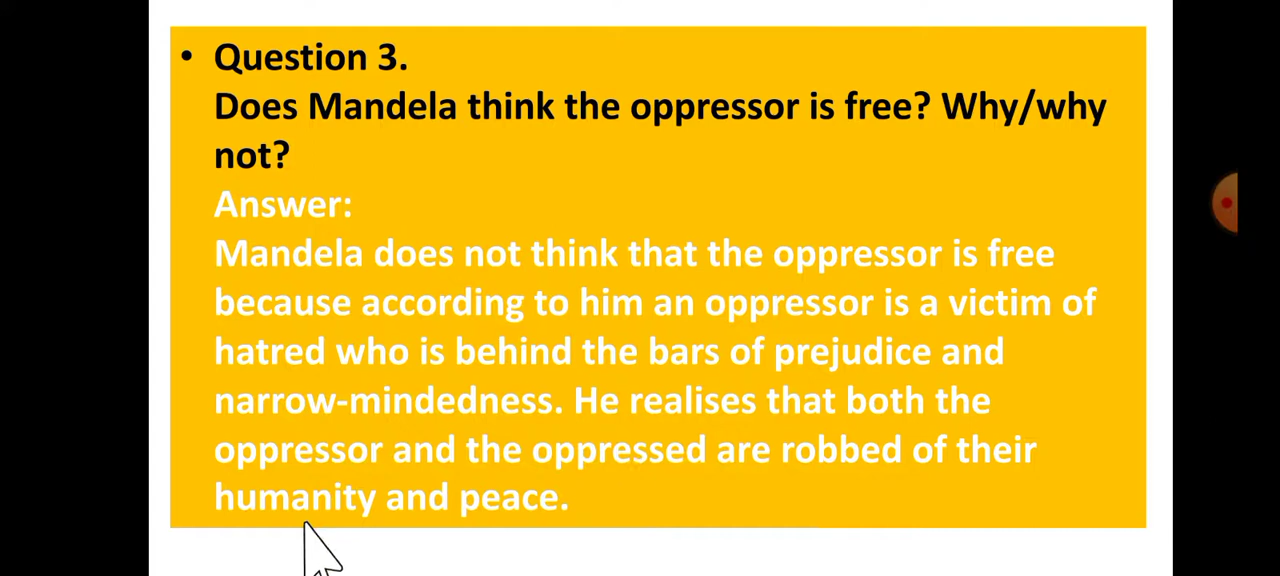 • Question 3.
Does Mandela think the oppressor is free? Why/why
not?
Answer:
Mandela does not think that the oppressor is free
because according to him an oppressor is a victim of
hatred who is behind the bars of prejudice and
narrow-mindedness. He realises that both the
oppressor and the oppressed are robbed of their
humanity and peace.